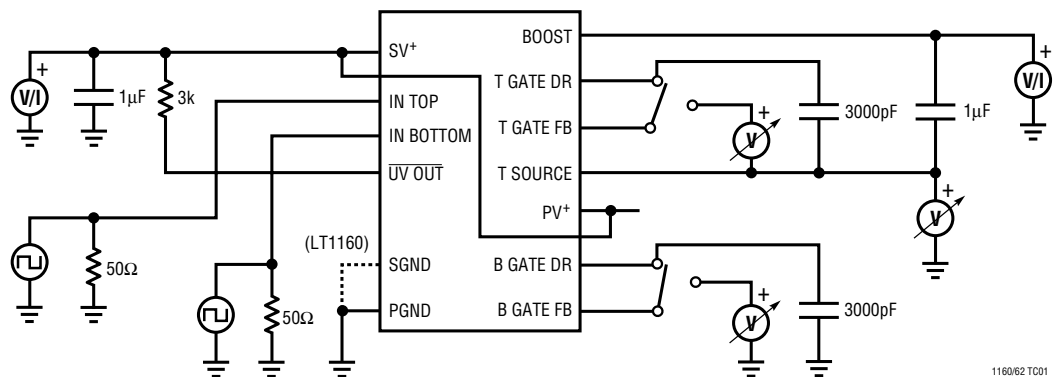 BOOST
SV+
+
V/I
1µF
3k
T GATE DR
+
V/I
IN TOP
3000pF
1µF
T GATE FB
+
V
IN BOTTOM
UV OUT
T SOURCE
+
V
PV+
(LT1160)
SGND
B GATE DR
50Ω
+
V
3000pF
50Ω
PGND
B GATE FB
1160/62 TC01